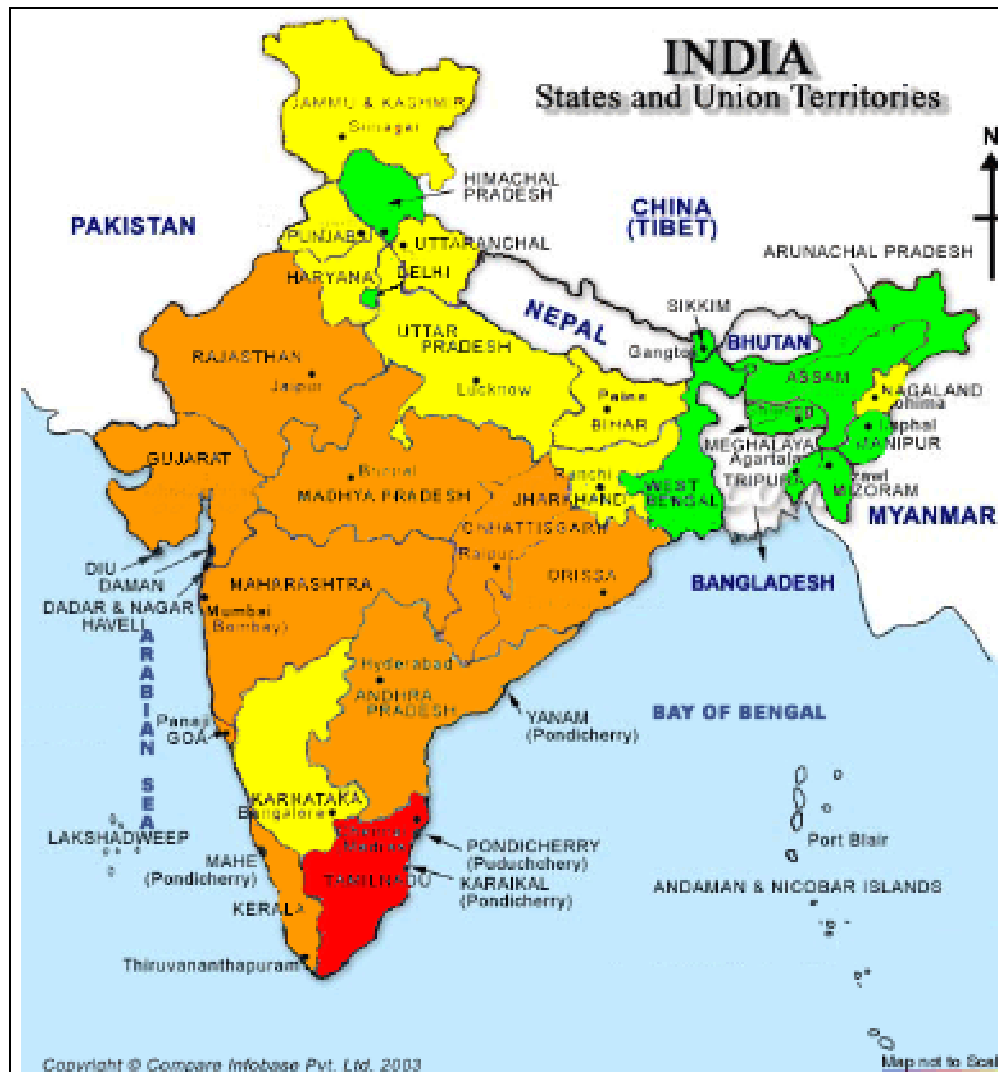 INDIA
States and Union Territories
N
JAMMU & KASHMIR
Srinagar
HIMACHAL
PRADESH
PAKISTAN
CHINA
(TIBET)
PUNJAB
UTTARANCHAL
ARUNACHAL PRADESH
HARYANA
DELHI
SIKKIM
NEPAL
BHUTAN
UTTAR
PRADESH
Gangtok
RAJASTHAN
ASSAM
Jaipur
Lucknow
NAGALAND
Kohima
Patna
BIHAR
Imphal
MANIPUR
MEGHALAYA
Agartala
GUJARAT
Bhopal
Ranchi
TRIPURA
MADHYA PRADESH
JHARKHAND
WEST
BENGAL
MIZORAM
MYANMAR
CHHATTISGARH
Raipur
DIU
DAMAN
MAHARASHTRA
ORISSA
BANGLADESH
DADAR & NAGAR
HAVELI
Mumbai
Bombay)
ARABIAN SEA
Hyderabad
ANDHRA
PRADESH
Panaji
GOA
YANAM
(Pondicherry)
BAY OF BENGAL
KARNATAKA
Bangalore
LAKSHADWEEP
Chennai
Madras
Port Blair
MAHE
(Pondicherry)
PONDICHERRY
(Puduchchery)
TAMILNADU
KARAIKAL
(Pondicherry)
ANDAMAN & NICOBAR ISLANDS
KERALA
Thiruvananthapuram
Copyright © Compare Infobase Pvt. Ltd. 2003
Map not to Scal